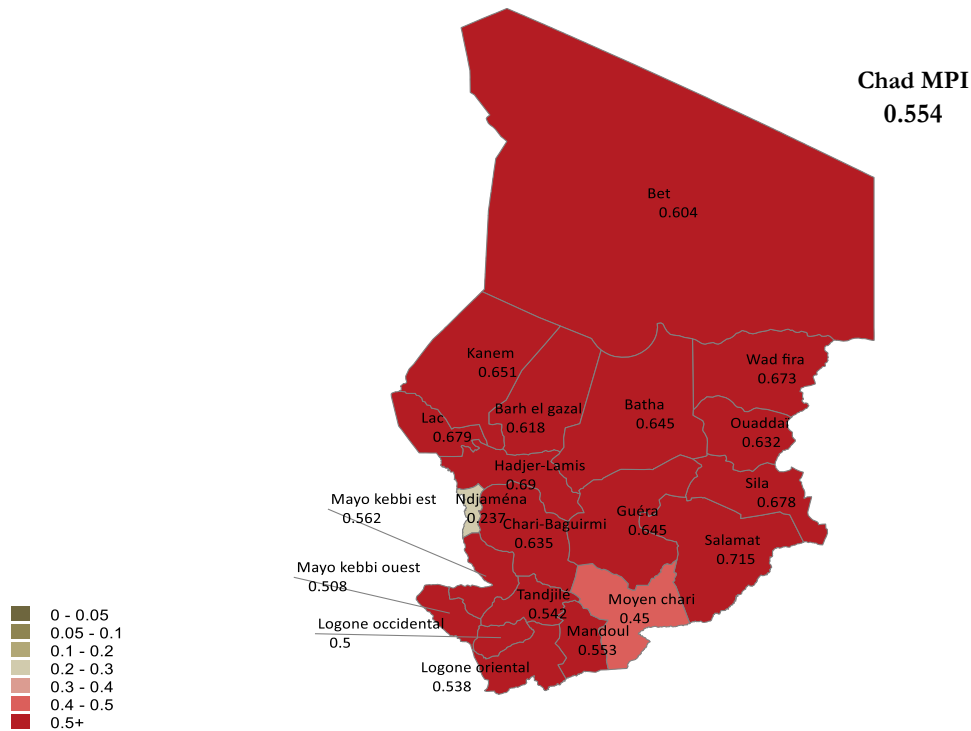 Chad MPI
0.554
Bet
0.604
Kanem
0.651
Wad fira
0.673
Barh el gazal
0.618
Batha
0.645
Lac
0.679
Ouaddai
0.632
Hadjer-Lamis
0.69
Sila
0.678
Mayo kebbi est
0.562
Ndjaména
0.237
Chari-Baguirmi
0.635
Guéra
0.645
Salamat
0.715
Mayo kebbi ouest
0.508
Tandjilé
0.542
Moyen chari
0.45
Logone occidental
0.5
Mandoul
0.553
Logone oriental
0.538
0 - 0.05
0.05 - 0.1
0.1 - 0.2
0.2 - 0.3
0.3 - 0.4
0.4 - 0.5
0.5+